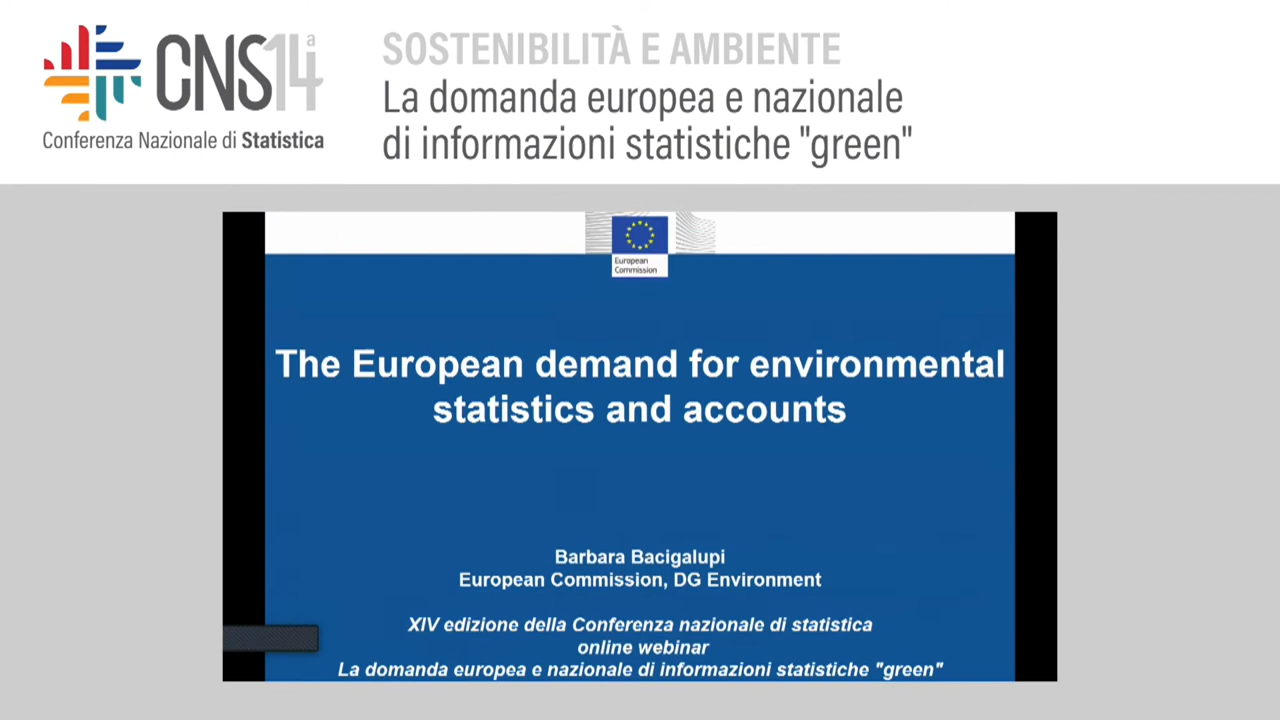 CNS14ª
Conferenza Nazionale di Statistica
SOSTENIBILITÀ E AMBIENTE
La domanda europea e nazionale
di informazioni statistiche "green"
European
Commission
The European demand for environmental
statistics and accounts
Barbara Bacigalupi
European Commission, DG Environment
XIV edizione della Conferenza nazionale di statistica
online webinar
La domanda europea e nazionale di informazioni statistiche "green"